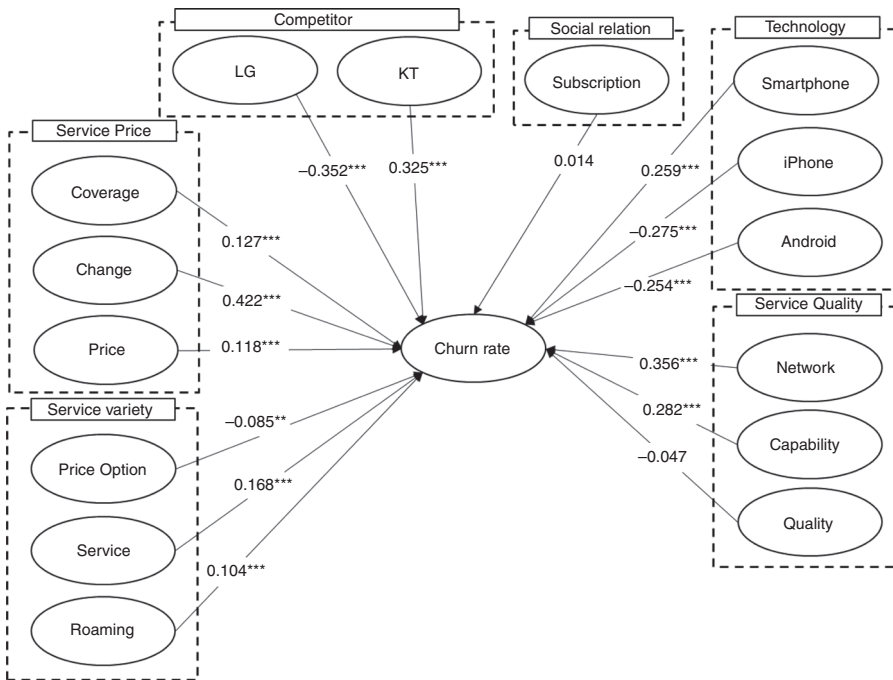 Competitor
LG
KT
Social relation
Subscription
Technology
Smartphone
iPhone
Android
Service Price
Coverage
Change
Price
–0.352***
0.325***
0.014
0.259***
–0.275***
–0.254***
0.127***
0.422***
0.118***
Churn rate
Service Quality
Network
Capability
Quality
0.356***
0.282***
–0.047
Service variety
Price Option
Service
Roaming
–0.085**
0.168***
0.104***